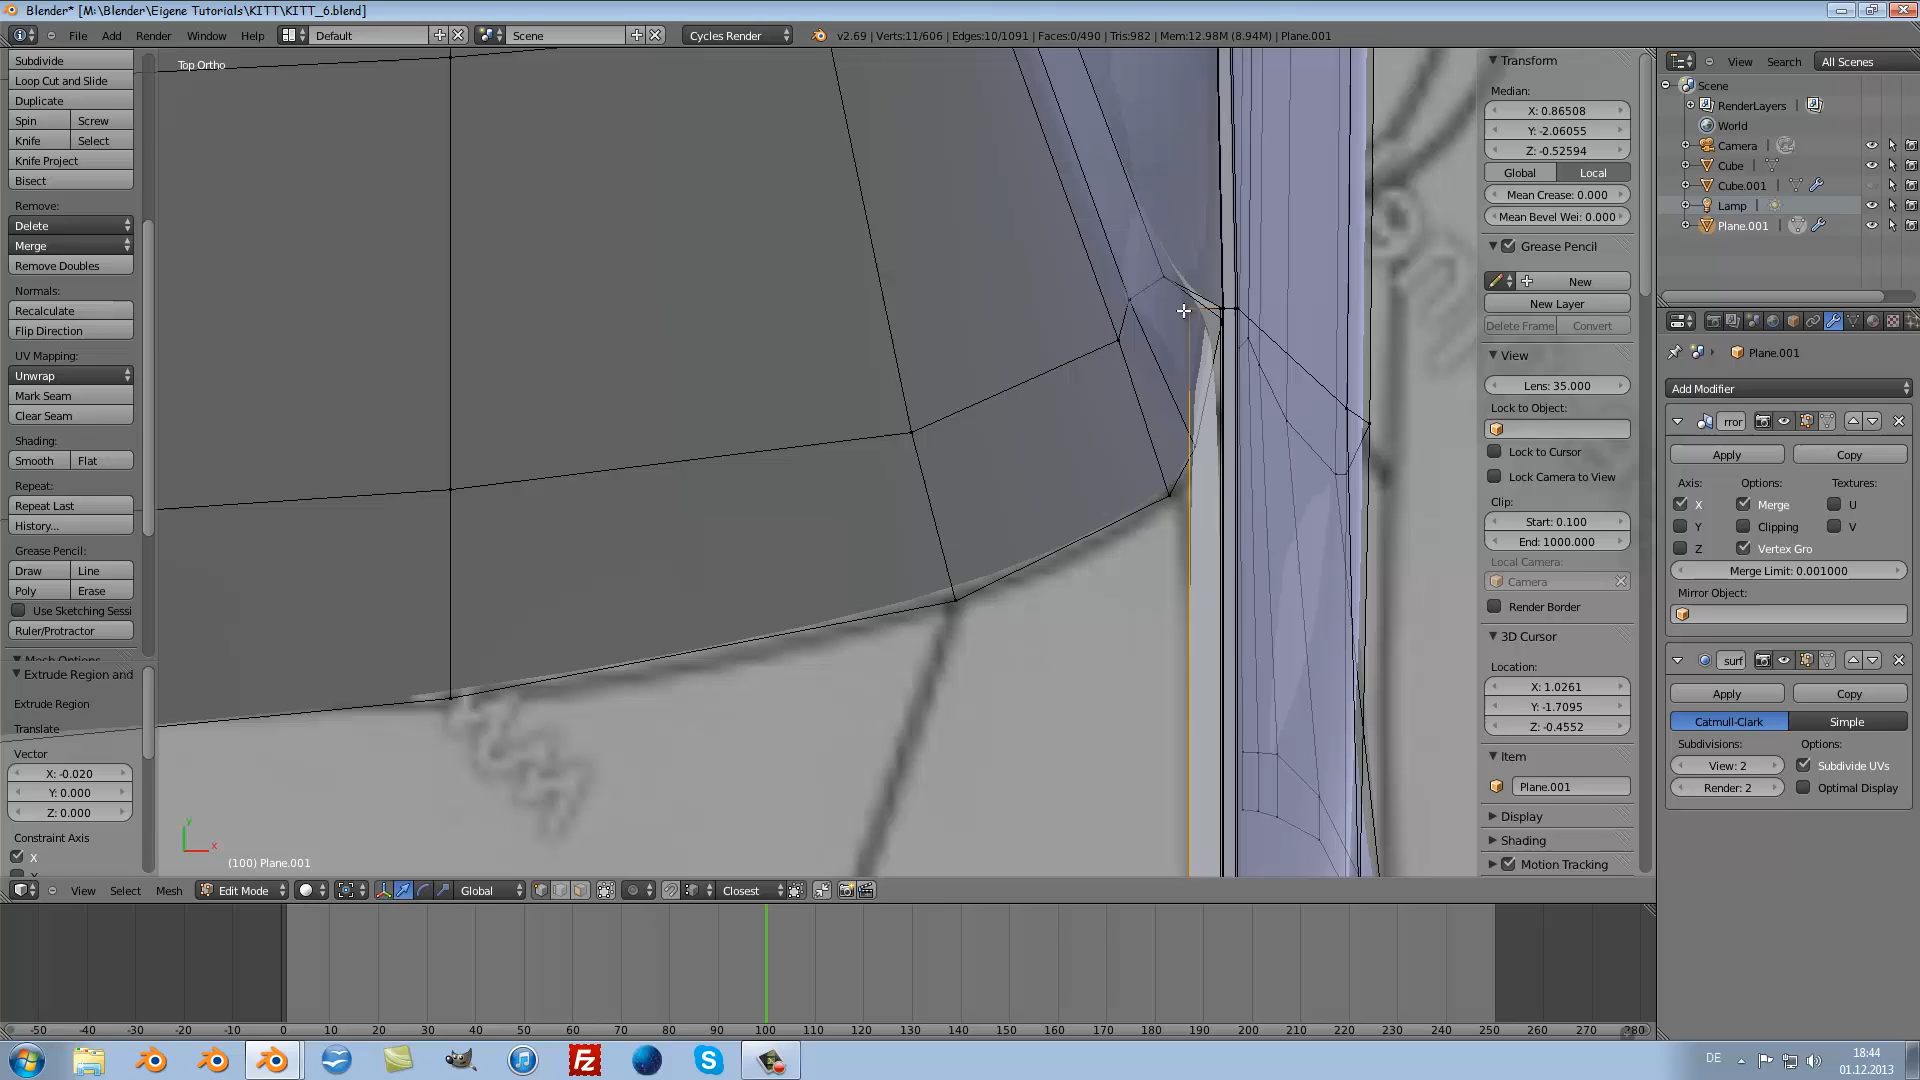 Blender* [M:\Blender\Eigene Tutorials\KITT\KITT_6.blend]
File Add Render Window Help Default Scene Cycles Render v2.69 | Verts:11/606 | Edges:10/1091 | Faces:0/490 | Tris:982 | Mem:12.98M (8.94M) | Plane.001
Subdivide
Loop Cut and Slide
Duplicate
Spin Screw
Knife Select
Knife Project
Bisect
Remove:
Delete
Merge
Remove Doubles
Normals:
Recalculate
Flip Direction
UV Mapping:
Unwrap
Mark Seam
Clear Seam
Shading:
Smooth Flat
Repeat:
Repeat Last
History...
Grease Pencil:
Draw Line
Poly Erase
Use Sketching Sessi
Ruler/Protractor
Extrude Region and
Extrude Region
Translate
Vector
X: -0.020
Y: 0.000
Z: 0.000
Constraint Axis
X
Top Ortho
y
x
(100) Plane.001
Transform
Median:
X: 0.86508
Y: -2.06055
Z: -0.52594
Global Local
Mean Crease: 0.000
Mean Bevel Wei: 0.000
Grease Pencil
New
New Layer
Delete Frame Convert
View
Lens: 35.000
Lock to Object:
Lock to Cursor
Lock Camera to View
Clip:
Start: 0.100
End: 1000.000
Local Camera:
Camera
Render Border
3D Cursor
Location:
X: 1.0261
Y: -1.7095
Z: -0.4552
Item
Plane.001
Display
Shading
Motion Tracking
View Search All Scenes
Scene
RenderLayers
World
Camera
Cube
Cube.001
Lamp
Plane.001
Plane.001
Add Modifier
rror
Apply Copy
Axis: Options: Textures:
X Merge U
Y Clipping V
Z Vertex Gro
Merge Limit: 0.001000
Mirror Object:
surf
Apply Copy
Catmull-Clark Simple
Subdivisions: Options:
View: 2 Subdivide UVs
Render: 2 Optimal Display
View Select Mesh Edit Mode Global Closest
-50 -40 -30 -20 -10 0 10 20 30 40 50 60 70 80 90 100 110 120 130 140 150 160 170 180 190 200 210 220 230 240 250 260 270 280
DE 18:44
01.12.2013